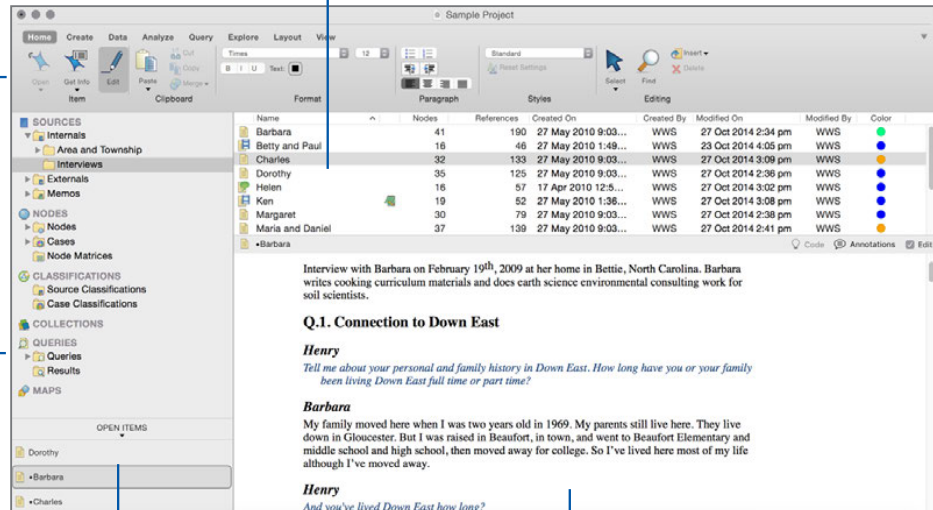 Sample Project
Home Create Data Analyze Query Explore Layout View
Open Get Info Edit Paste Cut Copy Merge
Times 12
B I U Text:
Standard
Reset Settings
Select Find Insert Delete
Item Clipboard Format Paragraph Styles Editing
SOURCES
Internals
Area and Township
Interviews
Externals
Memos
NODES
Nodes
Cases
Node Matrices
CLASSIFICATIONS
Source Classifications
Case Classifications
COLLECTIONS
QUERIES
Queries
Results
MAPS
OPEN ITEMS
Dorothy
•Barbara
•Charles
Name Nodes References Created On Created By Modified On Modified By Color
Barbara 41 190 27 May 2010 9:03... WWS 27 Oct 2014 2:34 pm WWS
Betty and Paul 16 46 27 May 2010 1:49... WWS 23 Oct 2014 4:05 pm WWS
Charles 32 133 27 May 2010 9:03... WWS 27 Oct 2014 3:09 pm WWS
Dorothy 35 125 27 May 2010 9:03... WWS 27 Oct 2014 2:36 pm WWS
Helen 16 57 17 Apr 2010 12:5... WWS 27 Oct 2014 3:02 pm WWS
Ken 19 52 27 May 2010 1:36... WWS 27 Oct 2014 3:08 pm WWS
Margaret 30 79 27 May 2010 9:03... WWS 27 Oct 2014 2:38 pm WWS
Maria and Daniel 37 139 27 May 2010 9:03... WWS 27 Oct 2014 2:41 pm WWS
•Barbara Code Annotations Edit
Interview with Barbara on February 19th, 2009 at her home in Bettie, North Carolina. Barbara
writes cooking curriculum materials and does earth science environmental consulting work for
soil scientists.
Q.1. Connection to Down East
Henry
Tell me about your personal and family history in Down East. How long have you or your family
been living Down East full time or part time?
Barbara
My family moved here when I was two years old in 1969. My parents still live here. They live
down in Gloucester. But I was raised in Beaufort, in town, and went to Beaufort Elementary and
middle school and high school, then moved away for college. So I've lived here most of my life
although I've moved away.
Henry
And you've lived Down East how long?